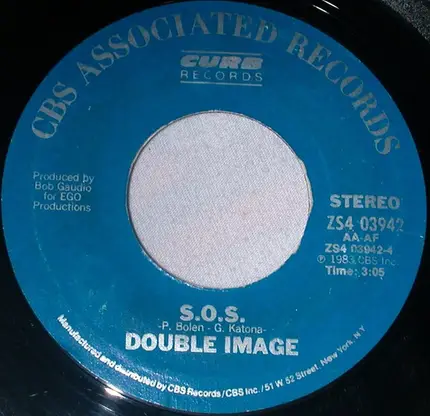 CBS ASSOCIATED RECORDS
CURB
RECORDS
Produced by
Bob Gaudio
for EGO
Productions
STEREO
ZS4 03942
AA-AF
ZS4 03942-4
℗ 1983 CBS Inc.
Time: 3:05
S.O.S.
-P. Bolen - G. Katona-
DOUBLE IMAGE
Manufactured and distributed by CBS Records/CBS Inc./51 W 52 Street, New York, N.Y.